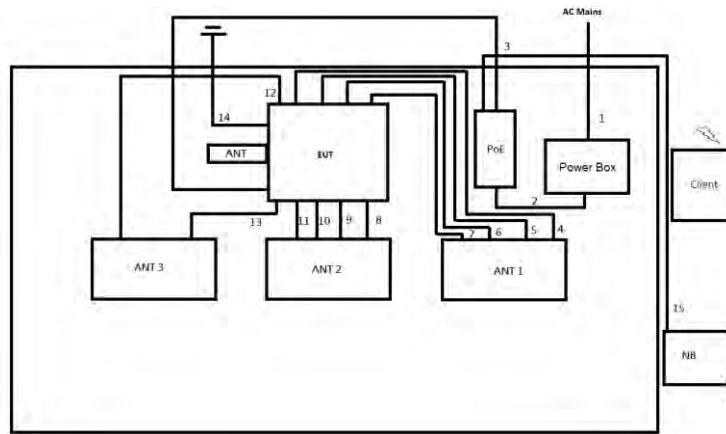 AC Mains
3
12
14
1
EUT
ANT
PoE
Power Box
Client
2
13
11
10
9
8
7
6
5
4
ANT 3
ANT 2
ANT 1
15
NB